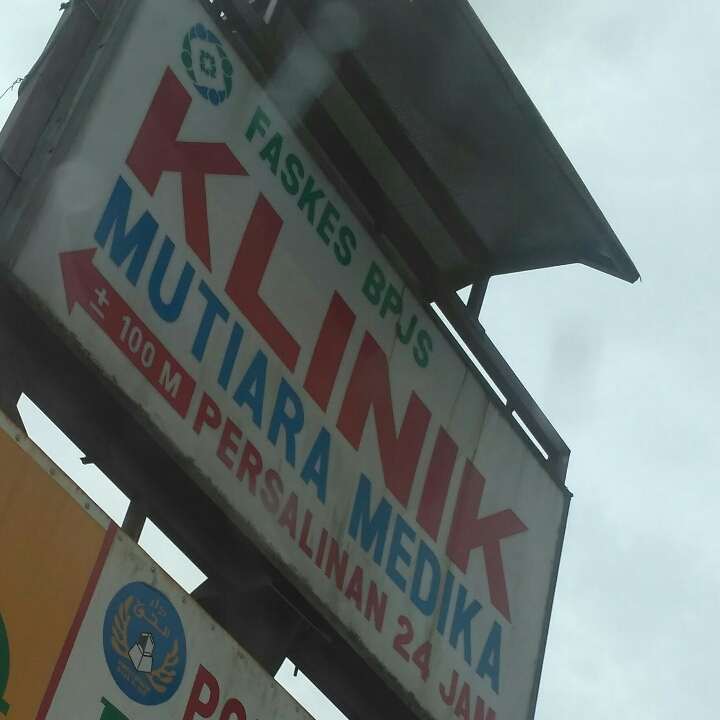 FASKES BPJS
KLINIK
MUTIARA MEDIKA
± 100 M
PERSALINAN 24 JAM